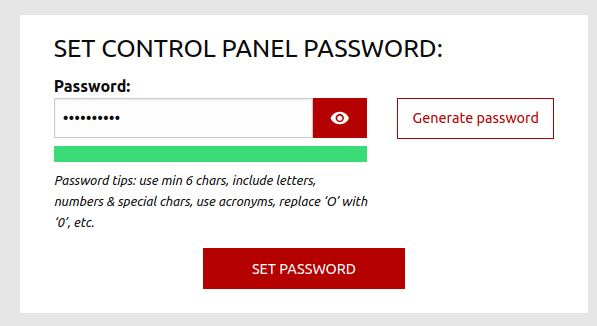 SET CONTROL PANEL PASSWORD:
Password:
••••••••••
Generate password
Password tips: use min 6 chars, include letters,
numbers & special chars, use acronyms, replace ‘O’ with
‘0’, etc.
SET PASSWORD